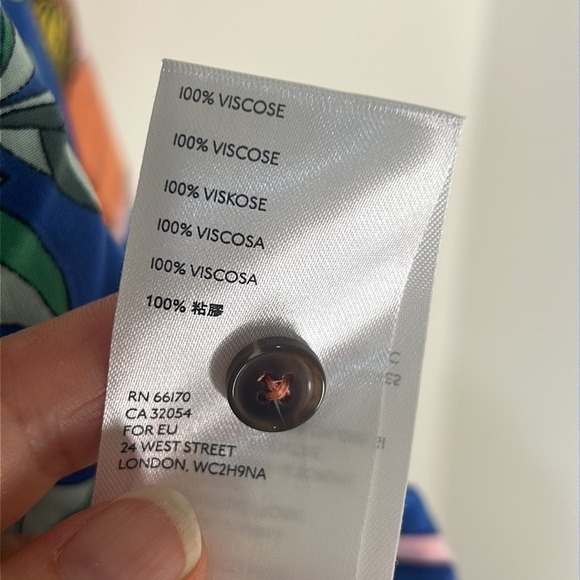 100% VISCOSE
100% VISCOSE
100% VISKOSE
100% VISCOSA
100% VISCOSA
100% 粘膠
RN 66170
CA 32054
FOR EU
24 WEST STREET
LONDON, WC2H9NA